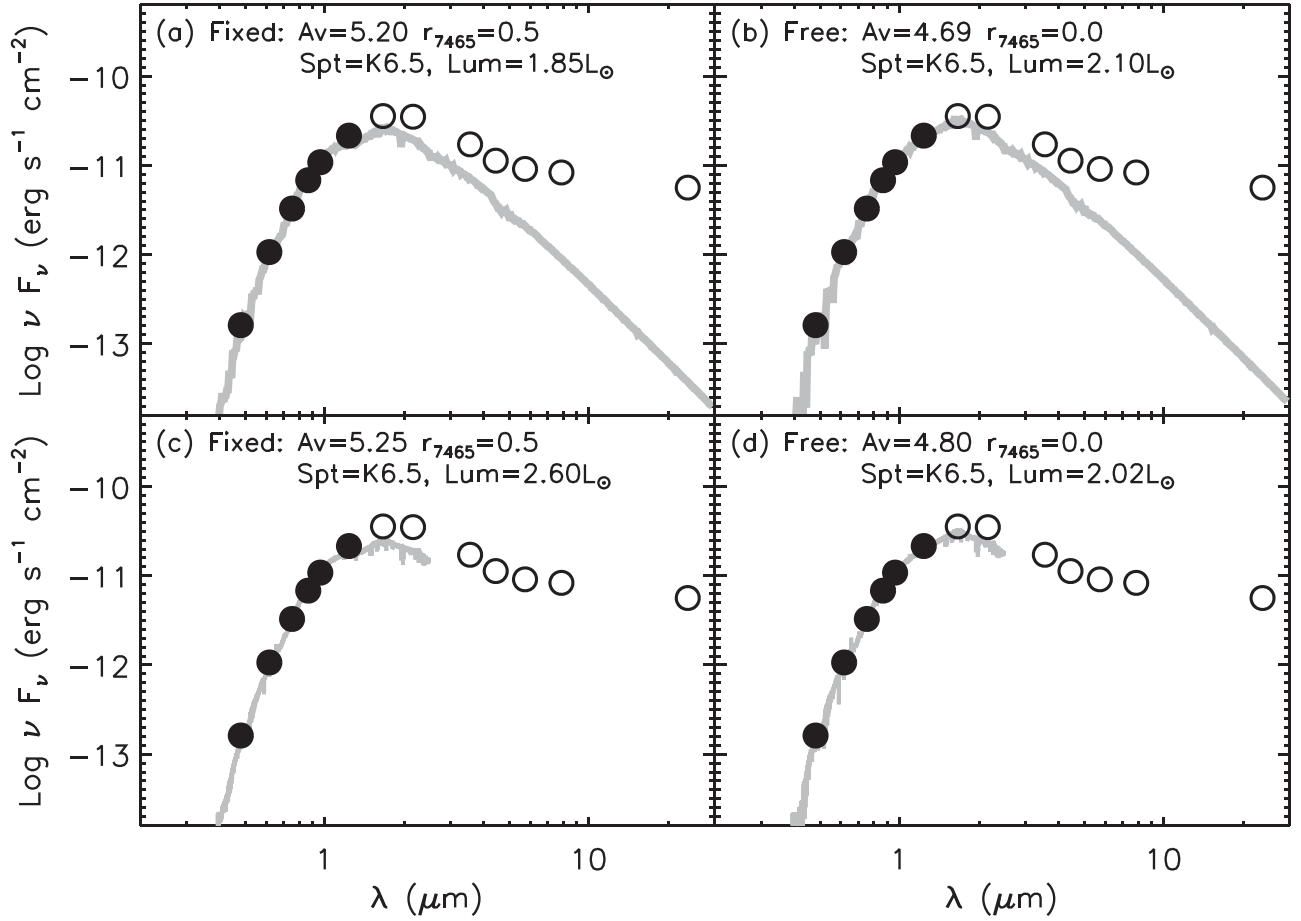 (a) Fixed: Av=5.20 r₇₄₆₅=0.5
Spt=K6.5, Lum=1.85L☉
(b) Free: Av=4.69 r₇₄₆₅=0.0
Spt=K6.5, Lum=2.10L☉
Log ν Fᵥ (erg s⁻¹ cm⁻²)
−10
−11
−12
−13
(c) Fixed: Av=5.25 r₇₄₆₅=0.5
Spt=K6.5, Lum=2.60L☉
(d) Free: Av=4.80 r₇₄₆₅=0.0
Spt=K6.5, Lum=2.02L☉
Log ν Fᵥ (erg s⁻¹ cm⁻²)
−10
−11
−12
−13
1 10
1 10
λ (μm)
λ (μm)